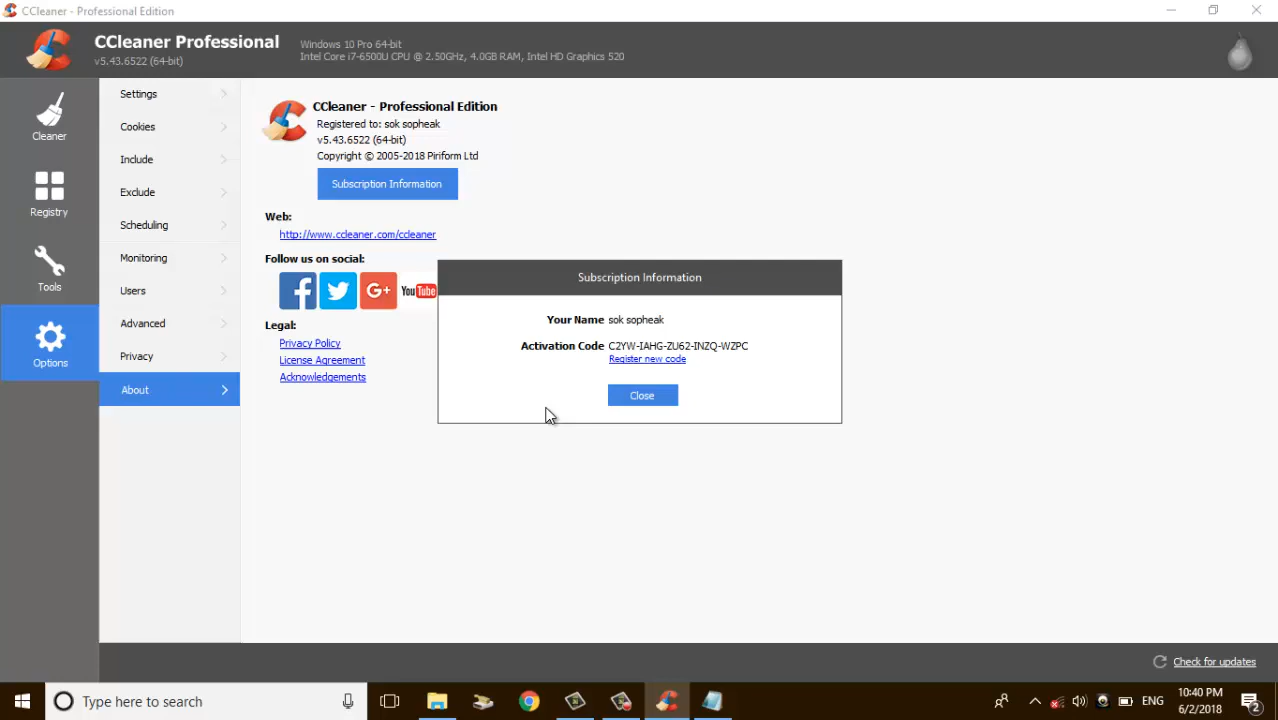 CCleaner - Professional Edition
CCleaner Professional
v5.43.6522 (64-bit)
Windows 10 Pro 64-bit
Intel Core i7-6500U CPU @ 2.50GHz, 4.0GB RAM, Intel HD Graphics 520
Cleaner
Registry
Tools
Options
Settings
Cookies
Include
Exclude
Scheduling
Monitoring
Users
Advanced
Privacy
About
CCleaner - Professional Edition
Registered to: sok sopheak
v5.43.6522 (64-bit)
Copyright © 2005-2018 Piriform Ltd
Subscription Information
Web:
http://www.ccleaner.com/ccleaner
Follow us on social:
G+
YouTube
Legal:
Privacy Policy
License Agreement
Acknowledgements
Subscription Information
Your Name sok sopheak
Activation Code C2YW-IAHG-ZU62-INZQ-WZPC
Register new code
Close
Check for updates
Type here to search
ENG
10:40 PM
6/2/2018
2